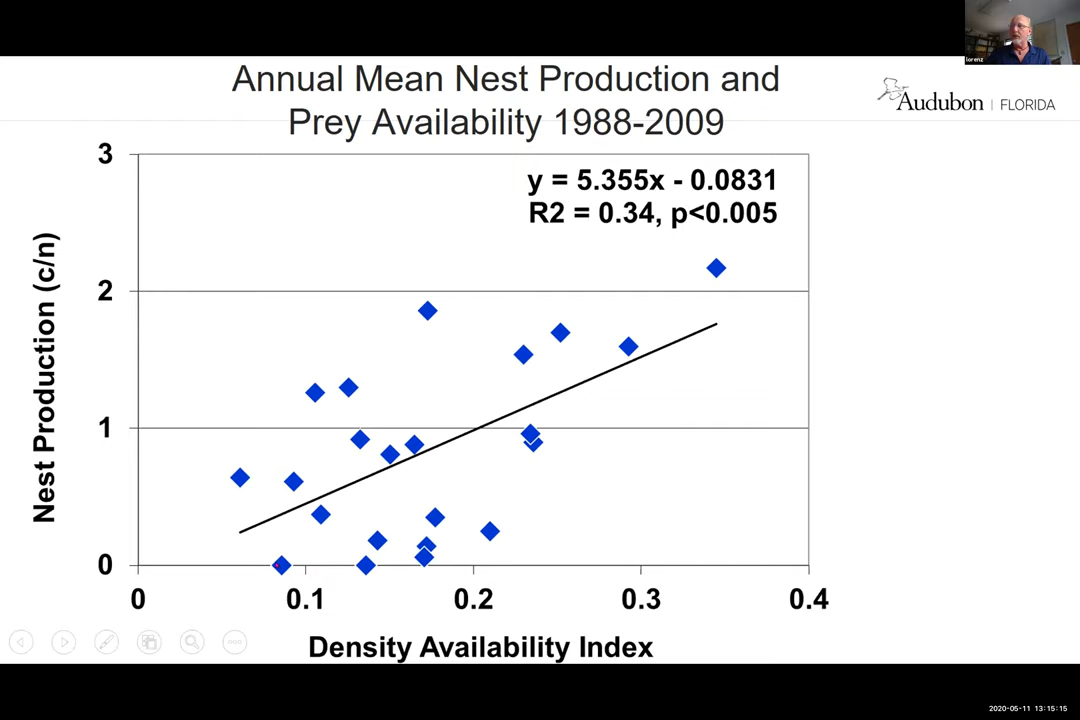 lorenz
Annual Mean Nest Production and
Prey Availability 1988-2009
Audubon | FLORIDA
y = 5.355x - 0.0831
R2 = 0.34, p<0.005
Nest Production (c/n)
3
2
1
0
0 0.1 0.2 0.3 0.4
Density Availability Index
2020-05-11 13:15:15